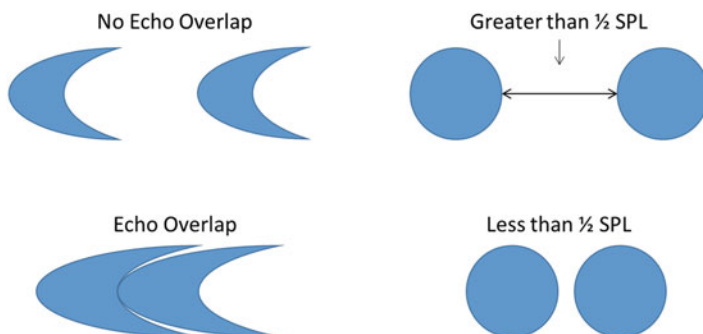 No Echo Overlap
Greater than ½ SPL
Echo Overlap
Less than ½ SPL